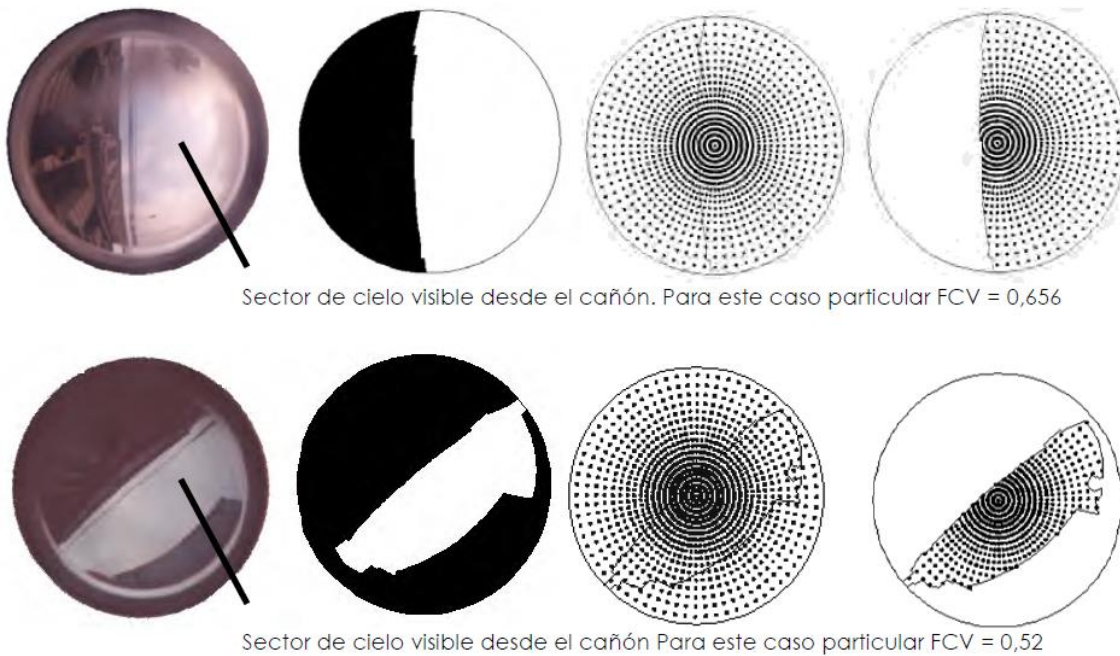 Sector de cielo visible desde el cañón. Para este caso particular FCV = 0,656
Sector de cielo visible desde el cañón Para este caso particular FCV = 0,52